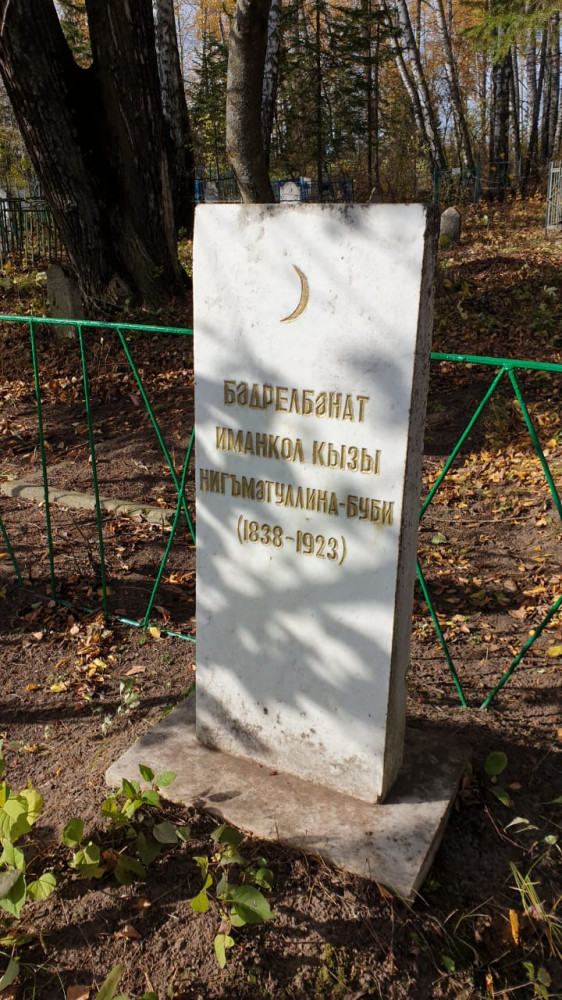 БәДРЕЛБәНАТ
ИМАНКОЛ КЫЗЫ
НИГЪМәТУЛЛИНА-БУБИ
(1838-1923)